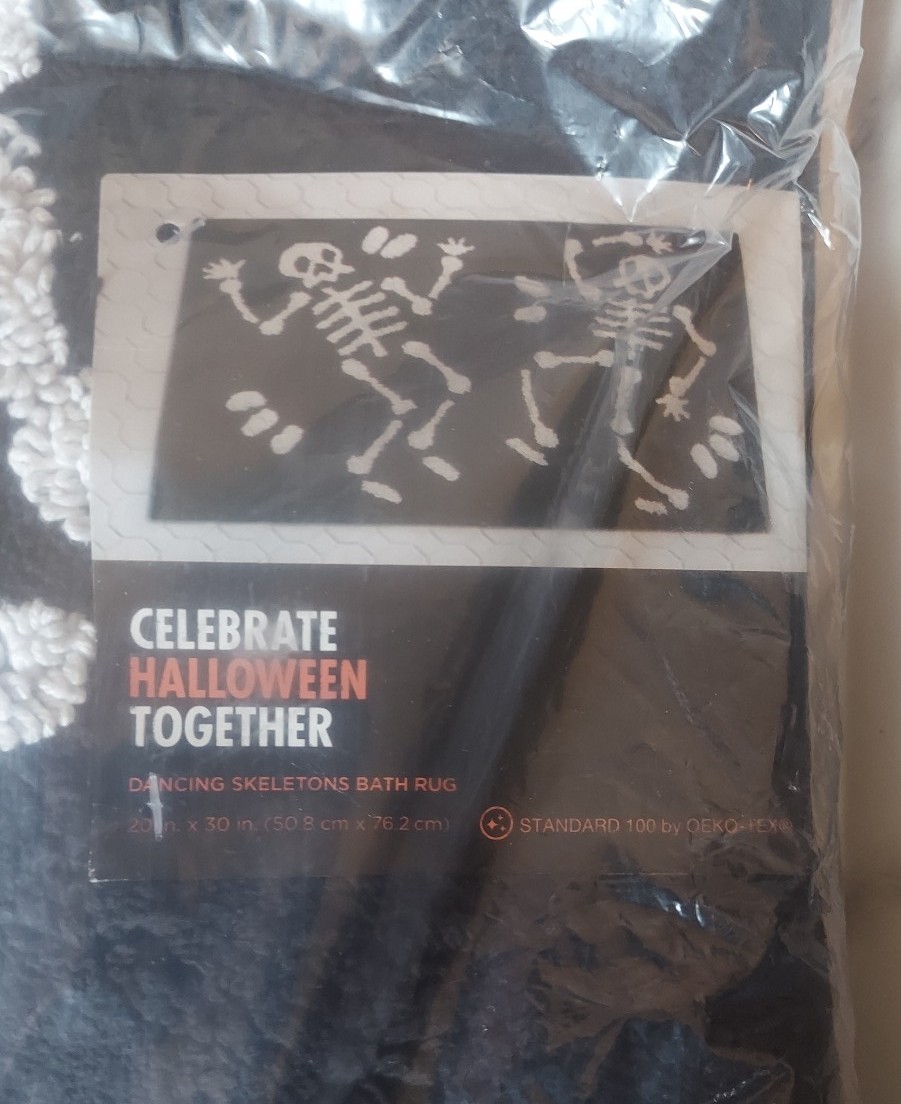 CELEBRATE
HALLOWEEN
TOGETHER
DANCING SKELETONS BATH RUG
20 in. x 30 in. (50.8 cm x 76.2 cm)
STANDARD 100 by OEKO-TEX®